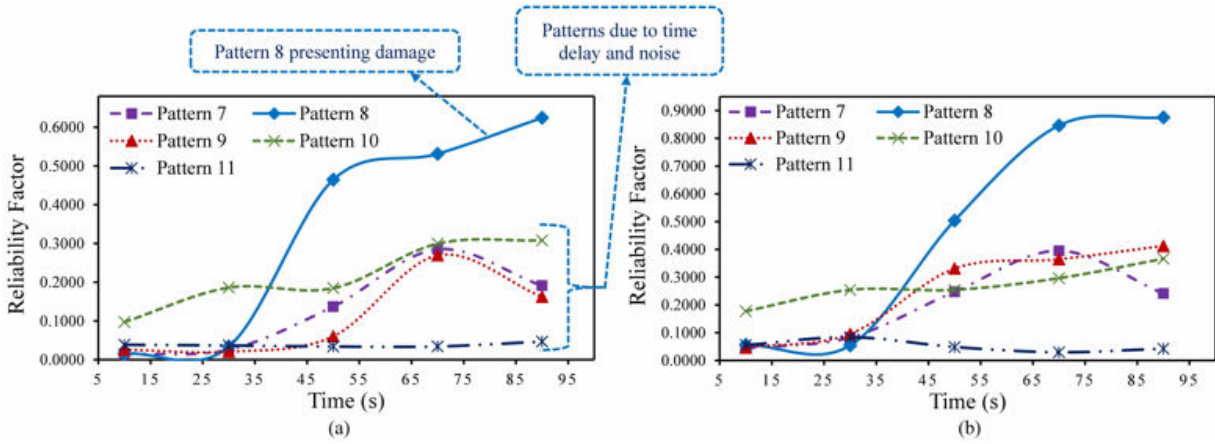 Pattern 8 presenting damage
Patterns due to time
delay and noise
Pattern 7
Pattern 8
Pattern 9
Pattern 10
Pattern 11
Reliability Factor
0.6000
0.5000
0.4000
0.3000
0.2000
0.1000
0.0000
5 15 25 35 45 55 65 75 85 95
Time (s)
(a)
Pattern 7
Pattern 8
Pattern 9
Pattern 10
Pattern 11
Reliability Factor
0.9000
0.8000
0.7000
0.6000
0.5000
0.4000
0.3000
0.2000
0.1000
0.0000
5 15 25 35 45 55 65 75 85 95
Time (s)
(b)